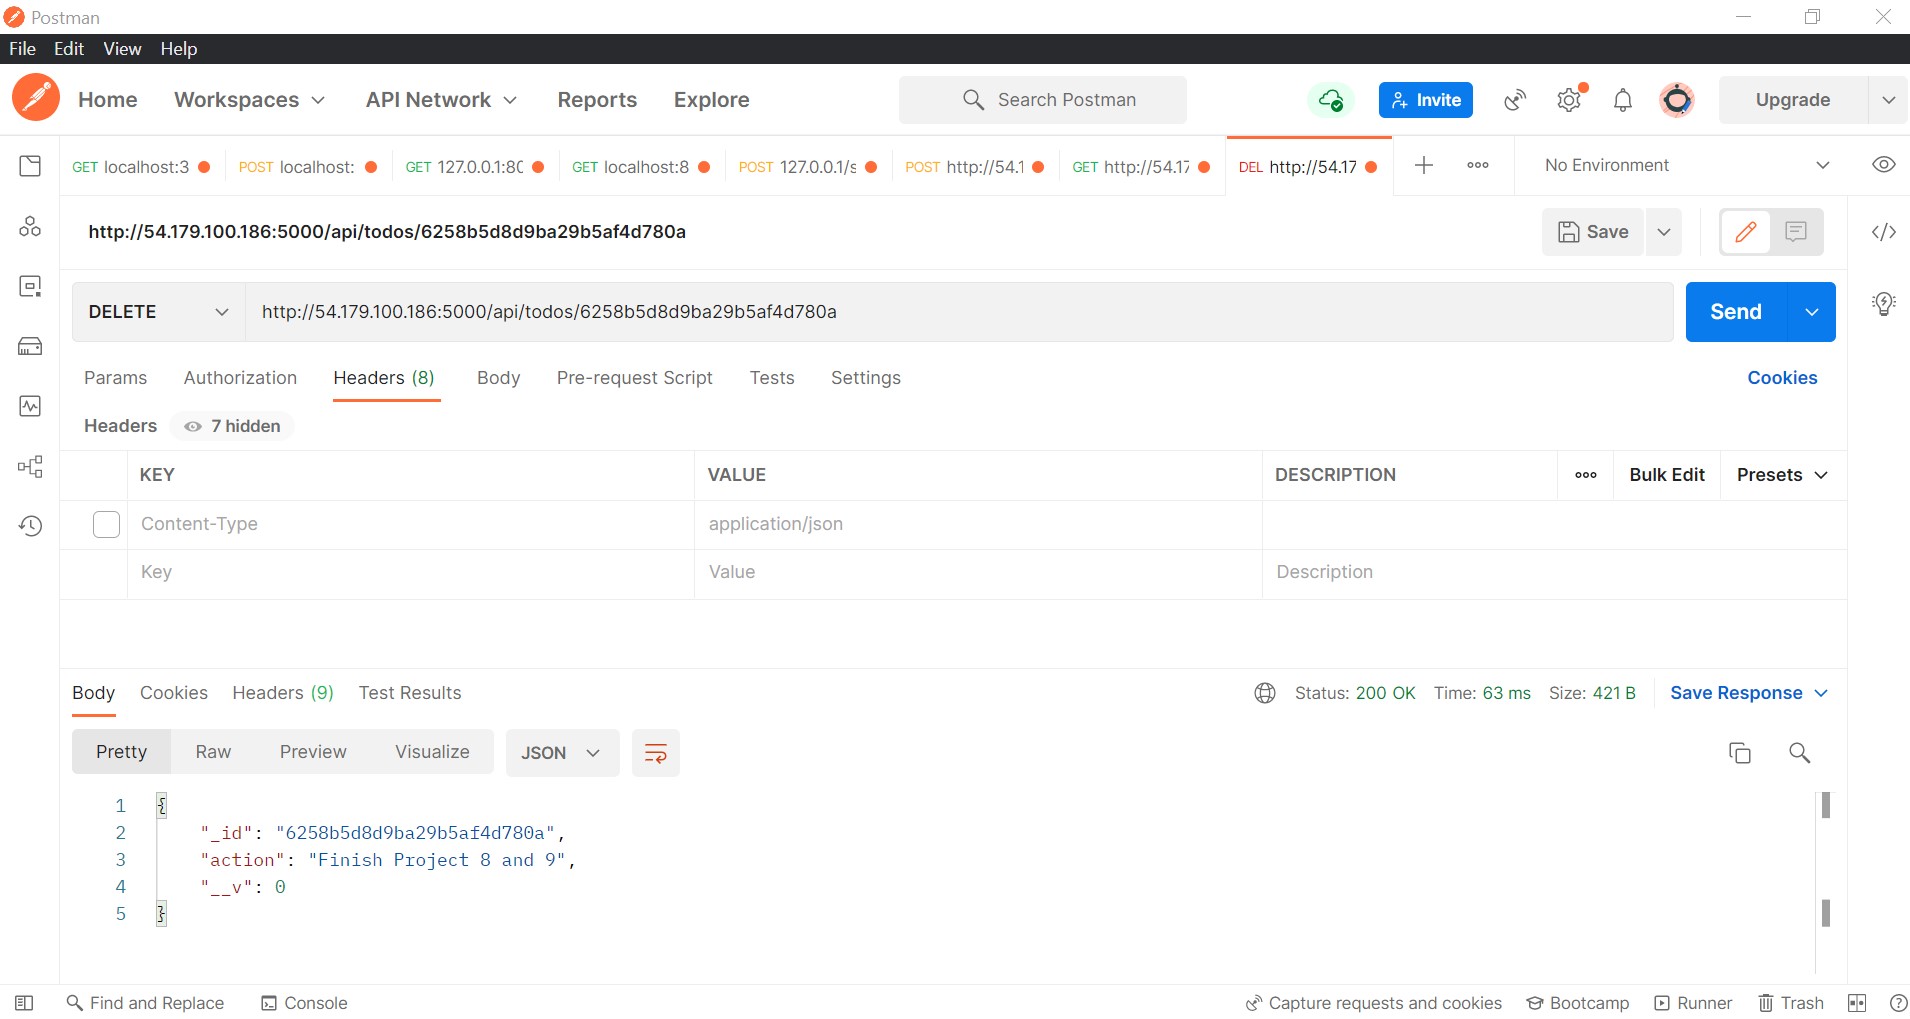 Postman
File Edit View Help
Home Workspaces API Network Reports Explore Search Postman Invite Upgrade
GET localhost:3 POST localhost: GET 127.0.0.1:80 GET localhost:8 POST 127.0.0.1/s POST http://54.1 GET http://54.17 DEL http://54.17 No Environment
http://54.179.100.186:5000/api/todos/6258b5d8d9ba29b5af4d780a Save
DELETE http://54.179.100.186:5000/api/todos/6258b5d8d9ba29b5af4d780a Send
Params Authorization Headers (8) Body Pre-request Script Tests Settings Cookies
Headers 7 hidden
KEY VALUE DESCRIPTION Bulk Edit Presets
Content-Type application/json
Key Value Description
Body Cookies Headers (9) Test Results Status: 200 OK Time: 63 ms Size: 421 B Save Response
Pretty Raw Preview Visualize JSON
1 {
2 "_id": "6258b5d8d9ba29b5af4d780a",
3 "action": "Finish Project 8 and 9",
4 "__v": 0
5 }
Find and Replace Console Capture requests and cookies Bootcamp Runner Trash